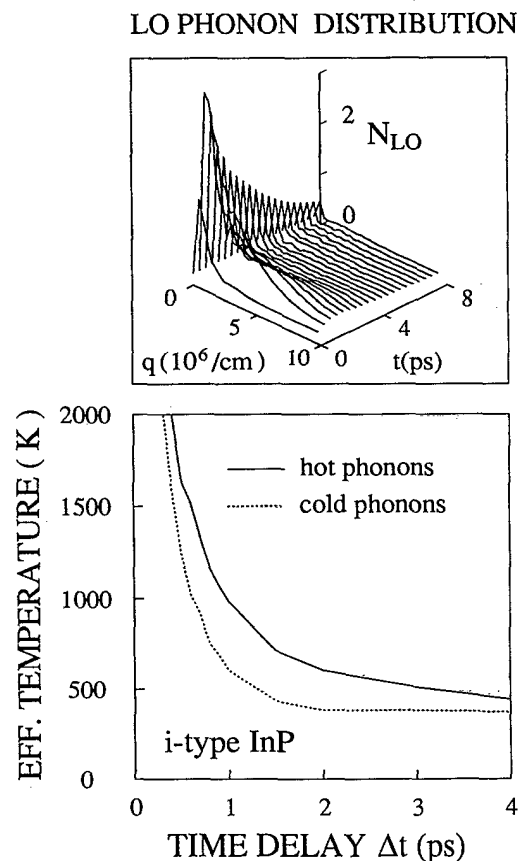 LO PHONON DISTRIBUTION
2
N_LO
0
0
5
10
q (10^6/cm)
0
4
8
t(ps)
2000
1500
1000
500
0
EFF. TEMPERATURE ( K )
hot phonons
cold phonons
i-type InP
0
1
2
3
4
TIME DELAY Δt (ps)